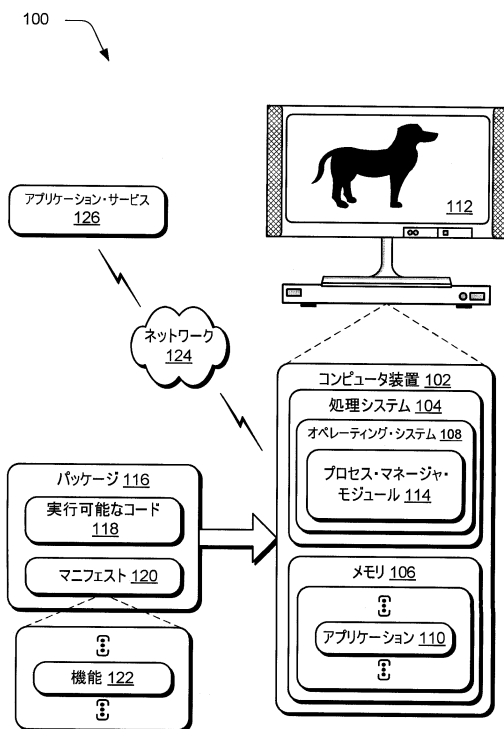 100
112
アプリケーション・サービス
126
ネットワーク
124
コンピュータ装置 102
処理システム 104
オペレーティング・システム 108
プロセス・マネージャ・
モジュール 114
パッケージ 116
実行可能なコード
118
マニフェスト 120
機能 122
メモリ 106
アプリケーション 110